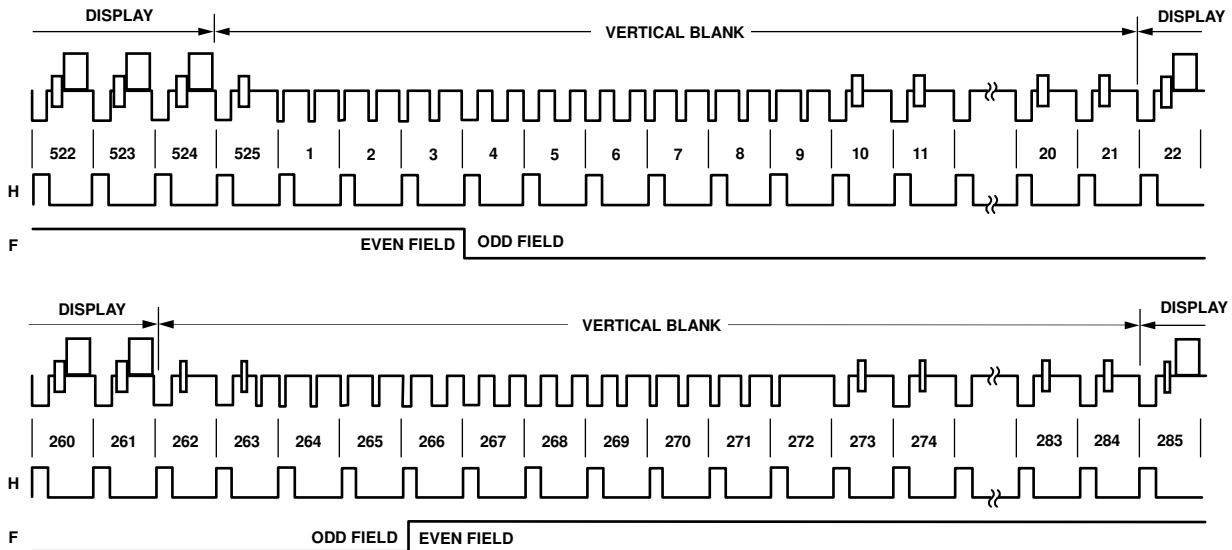 DISPLAY VERTICAL BLANK DISPLAY
522 523 524 525 1 2 3 4 5 6 7 8 9 10 11 20 21 22
H
F EVEN FIELD ODD FIELD
DISPLAY VERTICAL BLANK DISPLAY
260 261 262 263 264 265 266 267 268 269 270 271 272 273 274 283 284 285
H
F ODD FIELD EVEN FIELD